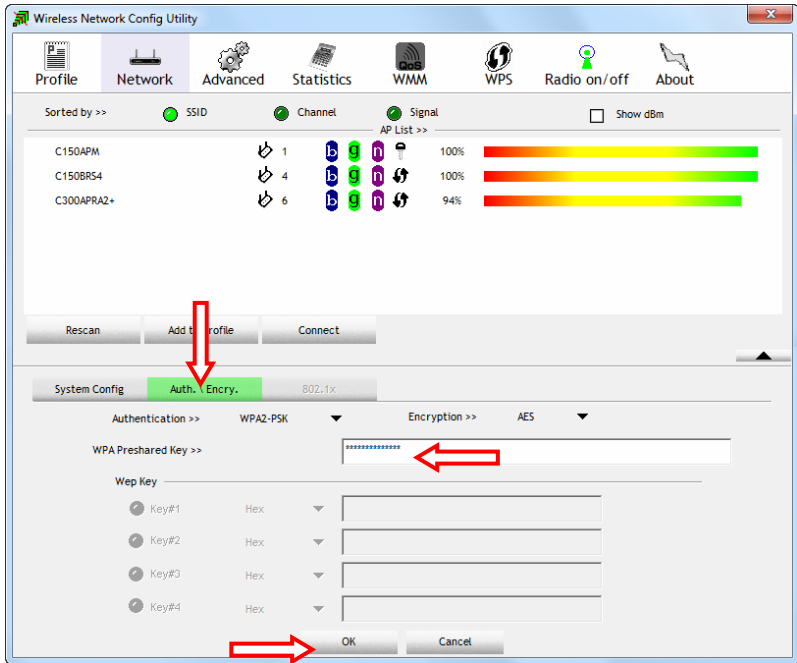 Wireless Network Config Utility
Profile Network Advanced Statistics QoS WMM WPS Radio on/off About
Sorted by >> SSID Channel Signal Show dBm
AP List >>
C150APM 1 b g n 100%
C150BRS4 4 b g n 100%
C300APRA2+ 6 b g n 94%
Rescan Add t rofile Connect
System Config Auth. \ Encry. 802.1x
Authentication >> WPA2-PSK Encryption >> AES
WPA Preshared Key >> **************
Wep Key
Key#1 Hex
Key#2 Hex
Key#3 Hex
Key#4 Hex
OK Cancel